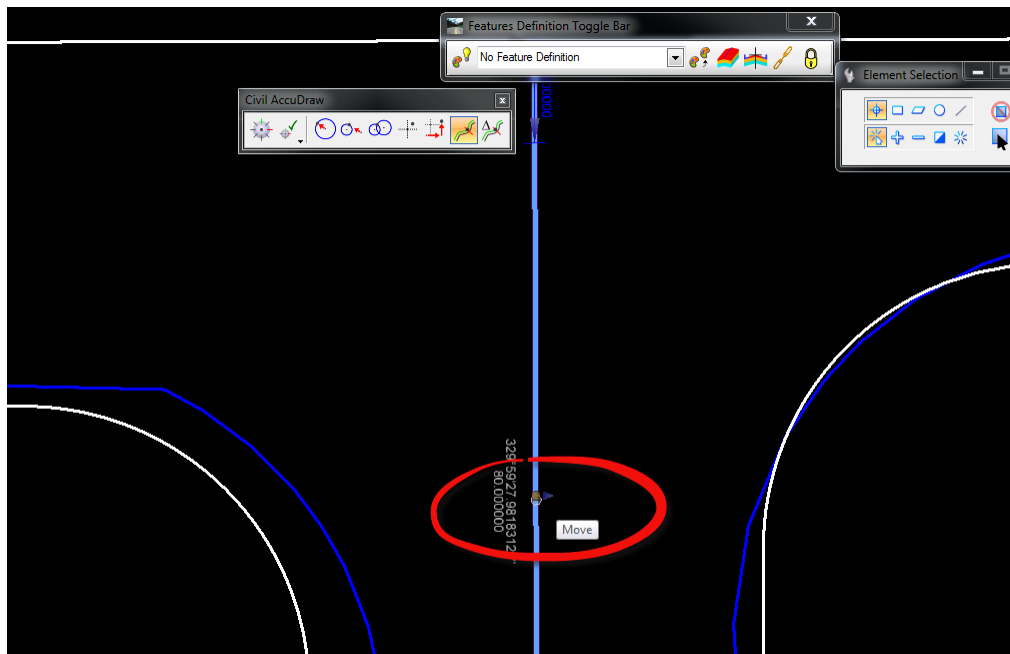 Features Definition Toggle Bar
No Feature Definition
Element Selection
Civil AccuDraw
80.000000
Move